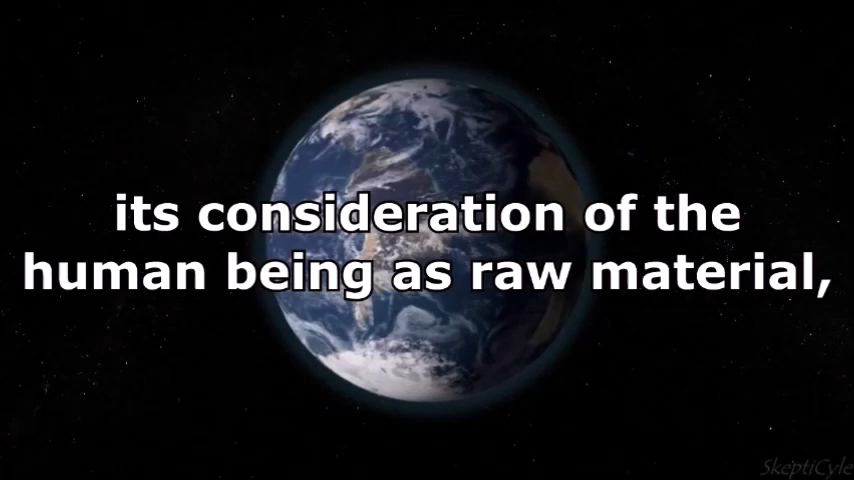 its consideration of the
human being as raw material,
SkeptiCyle